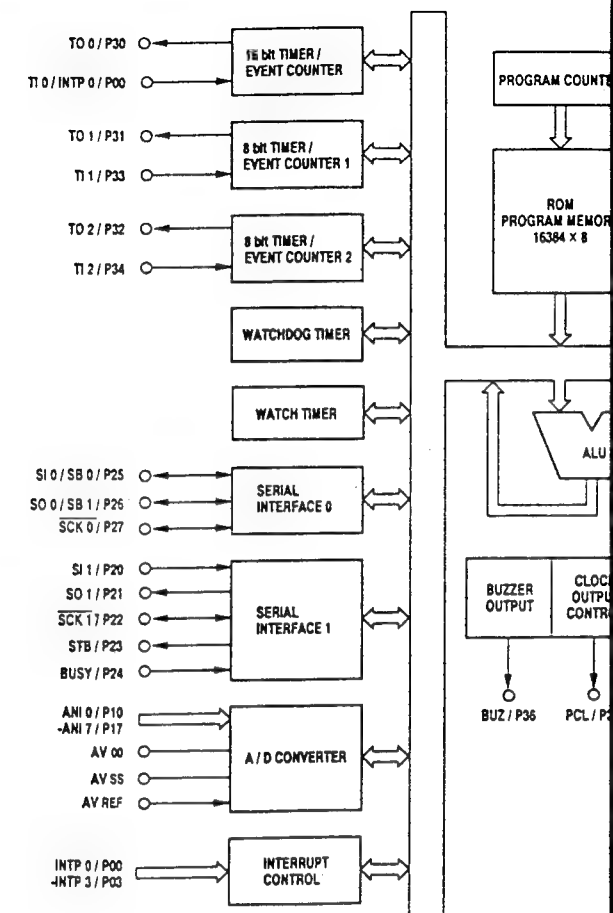 TO 0 / P30
TI 0 / INTP 0 / P00
16 bit TIMER /
EVENT COUNTER
TO 1 / P31
TI 1 / P33
8 bit TIMER /
EVENT COUNTER 1
TO 2 / P32
TI 2 / P34
8 bit TIMER /
EVENT COUNTER 2
WATCHDOG TIMER
WATCH TIMER
SI 0 / SB 0 / P25
SO 0 / SB 1 / P26
SCK 0 / P27
SERIAL
INTERFACE 0
SI 1 / P20
SO 1 / P21
SCK 1 / P22
STB / P23
BUSY / P24
SERIAL
INTERFACE 1
ANI 0 / P10
-ANI 7 / P17
AV
AV SS
AV REF
A / D CONVERTER
INTP 0 / P00
-INTP 3 / P03
INTERRUPT
CONTROL
PROGRAM COUNTE
ROM
PROGRAM MEMOR
16384 × 8
ALU
BUZZER
OUTPUT
CLOC
OUTPU
CONTR
BUZ / P36
PCL / P3